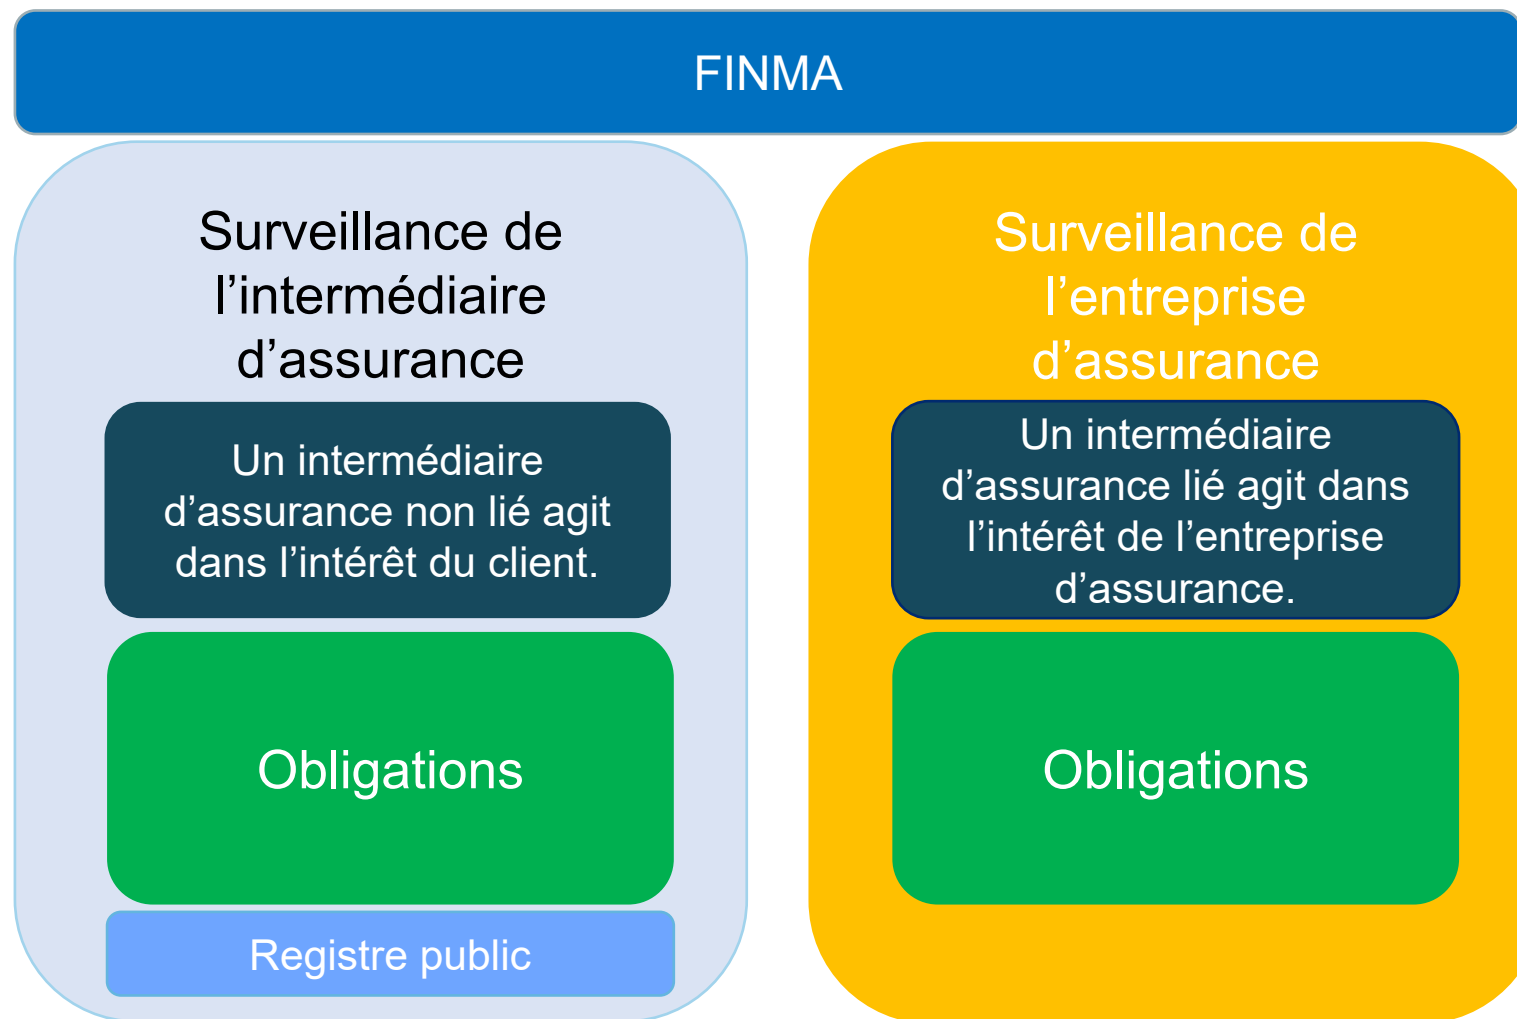 FINMA
Surveillance de
l’intermédiaire
d’assurance
Un intermédiaire
d’assurance non lié agit
dans l’intérêt du client.
Obligations
Registre public
Surveillance de
l’entreprise
d’assurance
Un intermédiaire
d’assurance lié agit dans
l’intérêt de l’entreprise
d’assurance.
Obligations